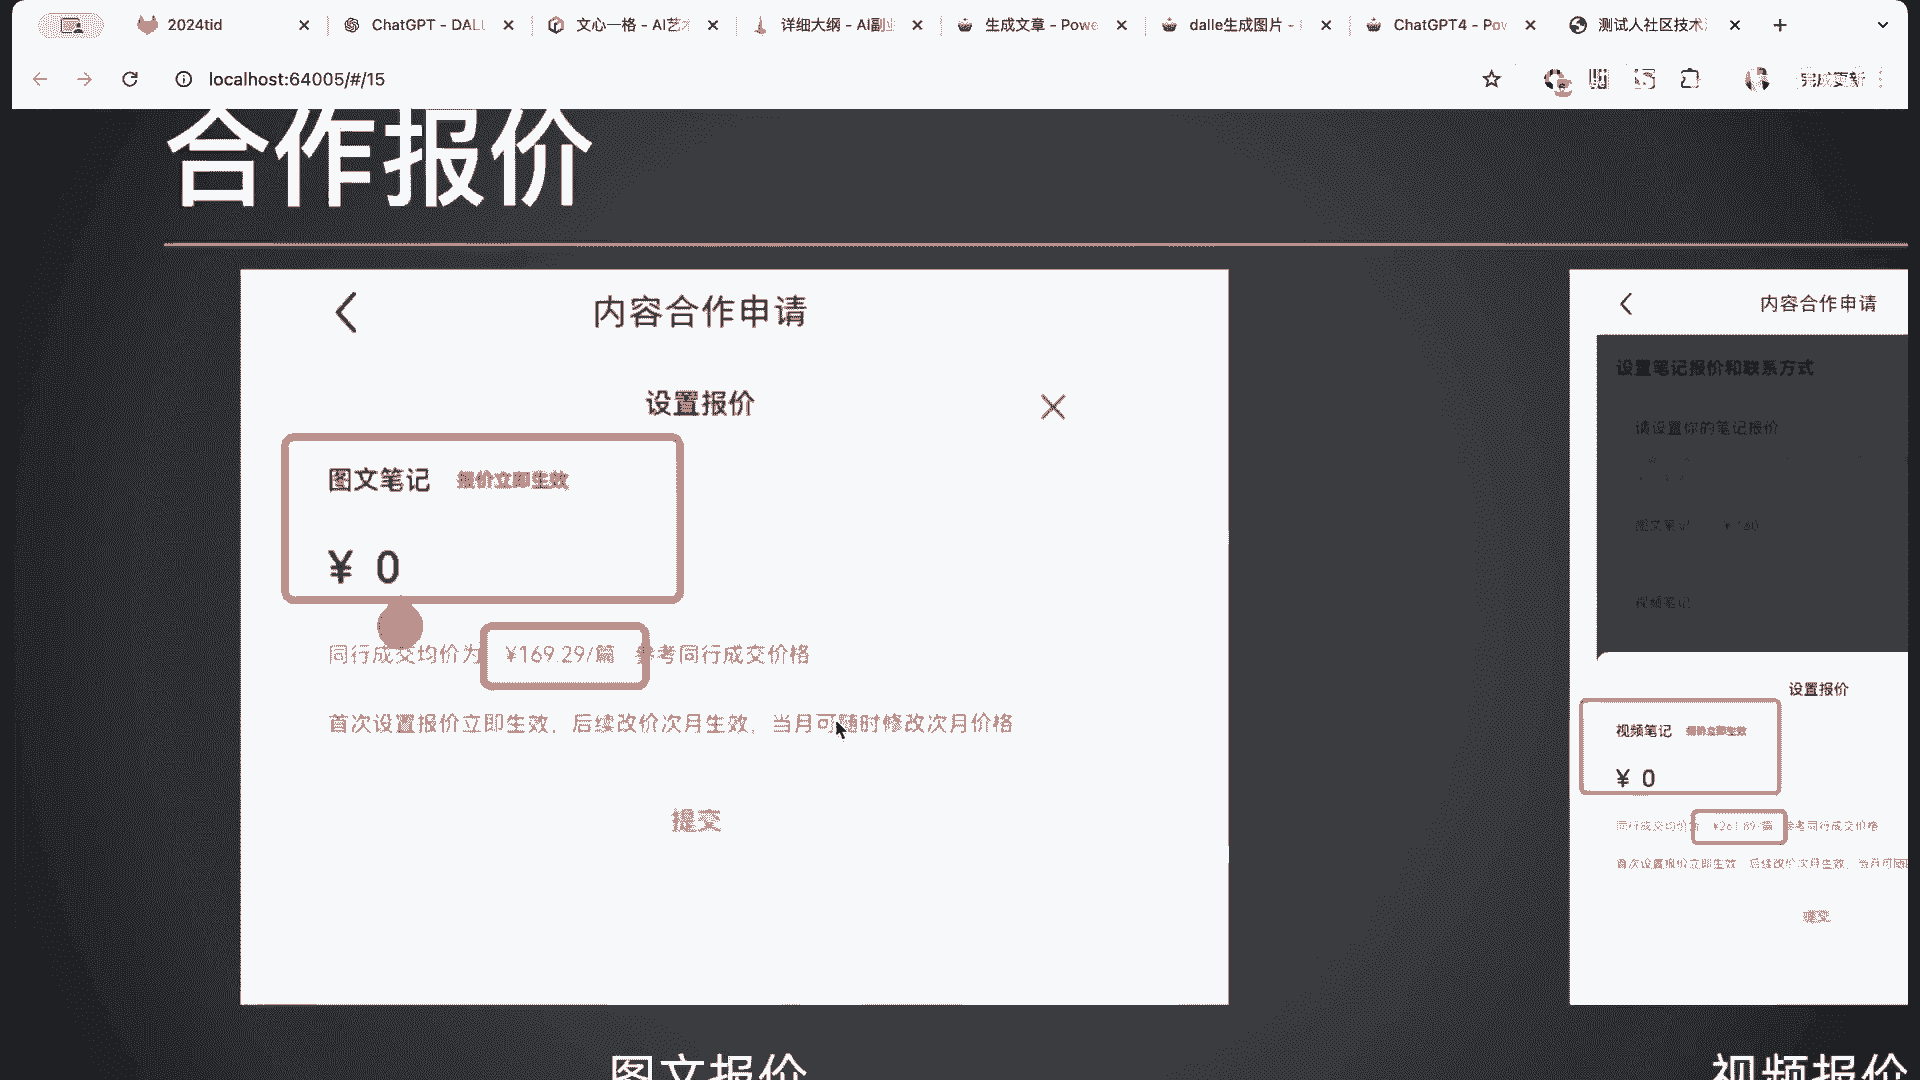 2024tid
ChatGPT - DAL
文心一格 - AI艺
详细大纲 - AI副
生成文章 - Powe
dalle生成图片 -
ChatGPT4 - Pow
测试人社区技术
localhost:64005/#/15
完成更新
合作报价
内容合作申请
设置报价
图文笔记 报价立即生效
¥ 0
同行成交均价为 ¥169.29/篇 参考同行成交价格
首次设置报价立即生效，后续改价次月生效，当月可随时修改次月价格
提交
图文报价
内容合作申请
设置笔记报价和联系方式
请设置你的笔记报价
图文笔记
视频笔记
设置报价
视频笔记 报价立即生效
¥ 0
同行成交均价为 ¥261.89/篇 参考同行成交价格
首次设置报价立即生效，后续改价次月生效，当月可随
提交
视频报价